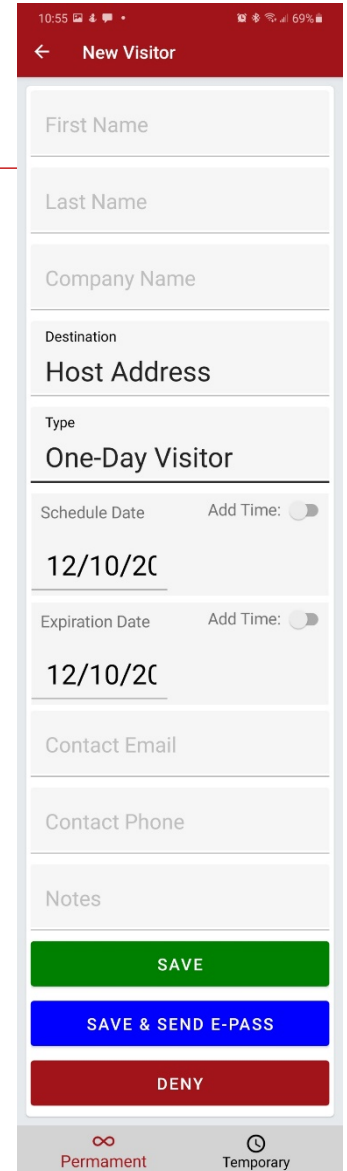 10:55 69%
New Visitor
First Name
Last Name
Company Name
Destination
Host Address
Type
One-Day Visitor
Schedule Date Add Time:
12/10/20
Expiration Date Add Time:
12/10/20
Contact Email
Contact Phone
Notes
SAVE
SAVE & SEND E-PASS
DENY
Permament Temporary